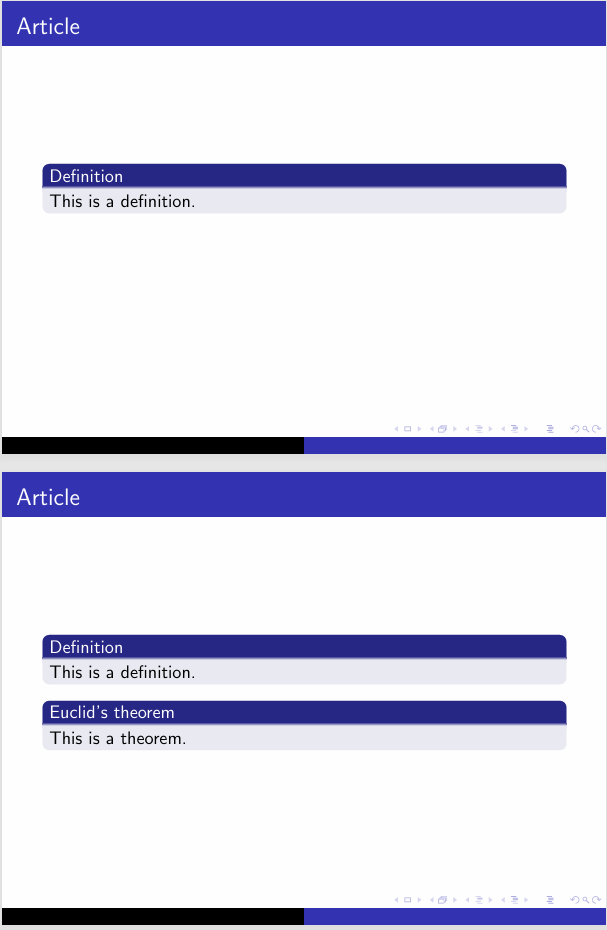 Article
Definition
This is a definition.
Article
Definition
This is a definition.
Euclid's theorem
This is a theorem.